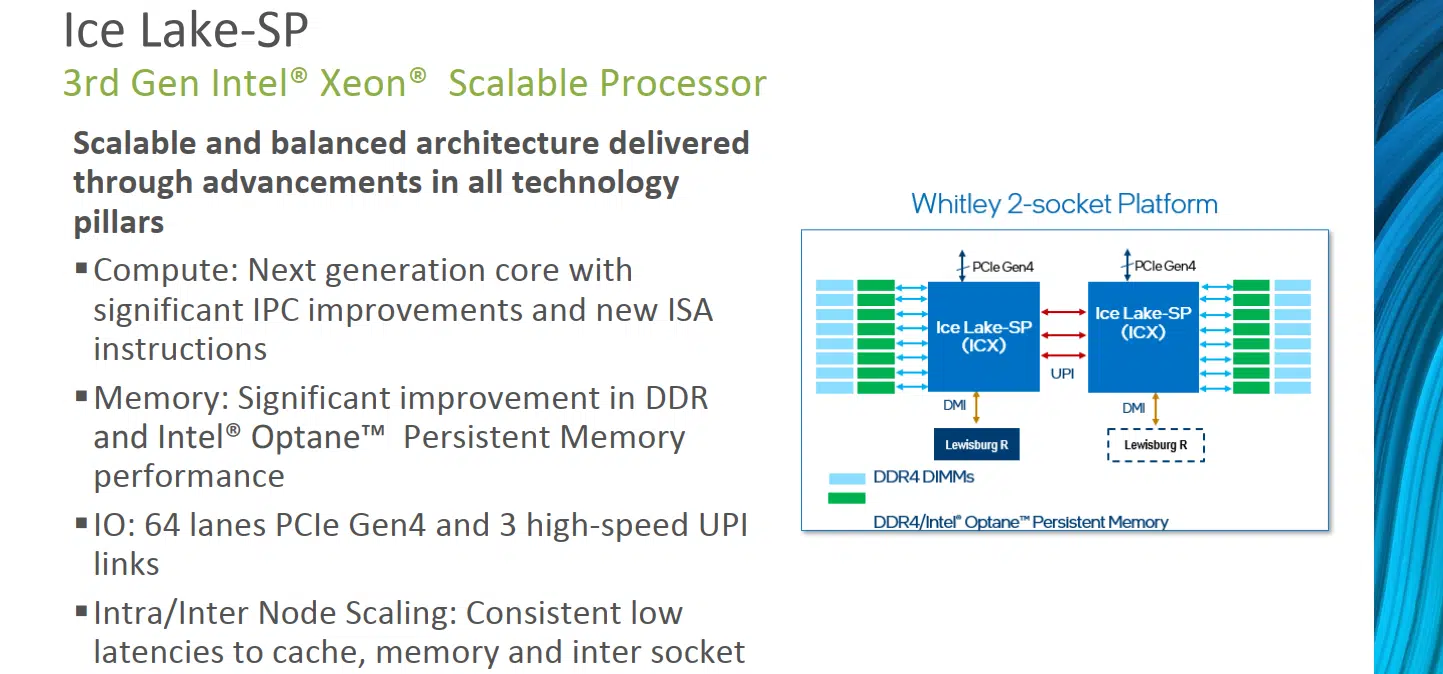 Ice Lake-SP
3rd Gen Intel® Xeon® Scalable Processor
Scalable and balanced architecture delivered
through advancements in all technology
pillars
▪Compute: Next generation core with
significant IPC improvements and new ISA
instructions
▪Memory: Significant improvement in DDR
and Intel® Optane™ Persistent Memory
performance
▪IO: 64 lanes PCIe Gen4 and 3 high-speed UPI
links
▪Intra/Inter Node Scaling: Consistent low
latencies to cache, memory and inter socket
Whitley 2-socket Platform
PCIe Gen4
PCIe Gen4
Ice Lake-SP
(ICX)
Ice Lake-SP
(ICX)
UPI
DMI
DMI
Lewisburg R
Lewisburg R
DDR4 DIMMs
DDR4/Intel® Optane™ Persistent Memory